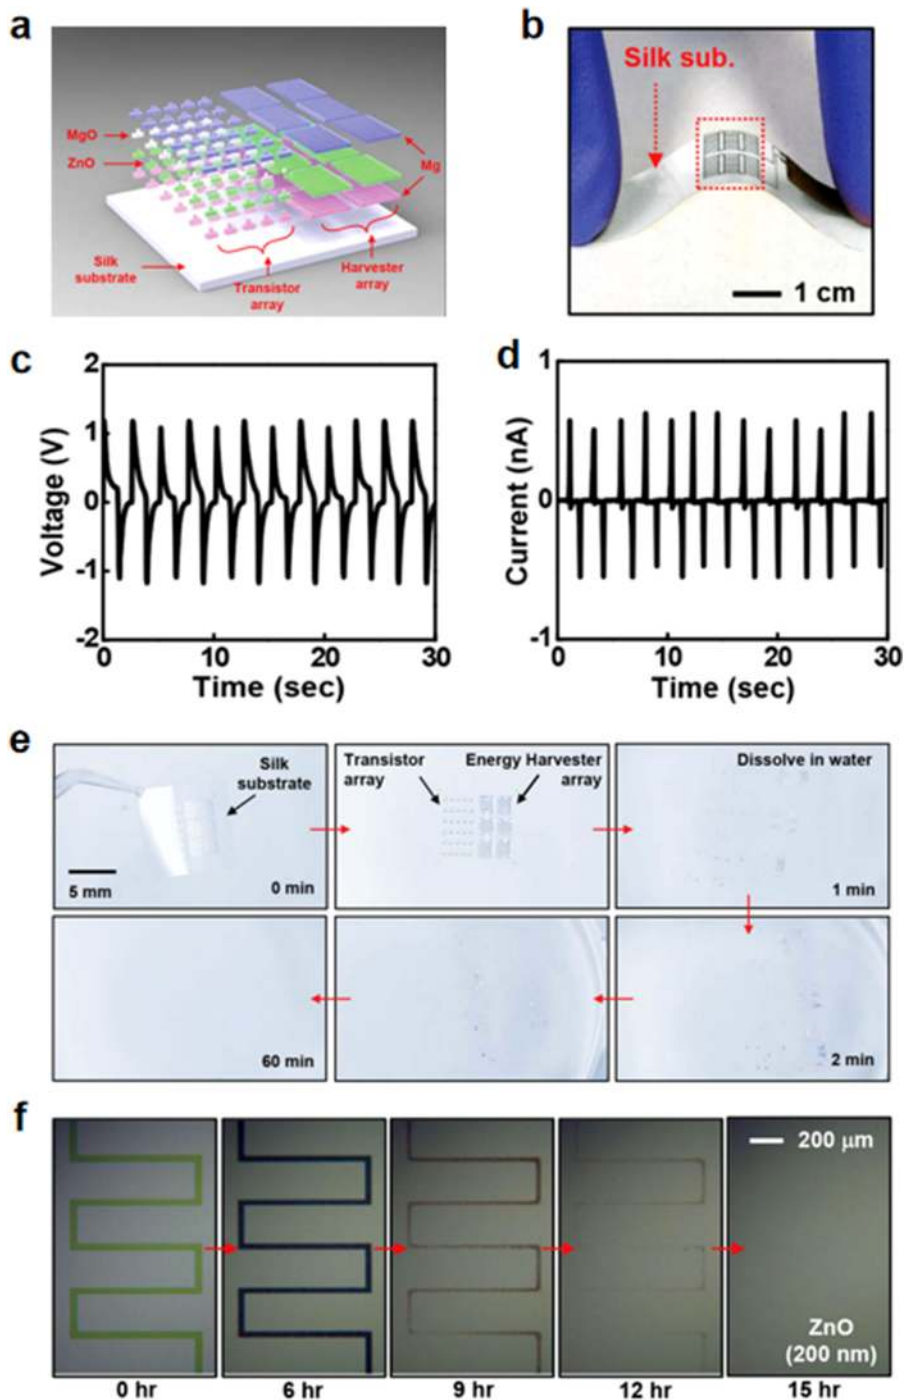 a
MgO
ZnO
Mg
Silk
substrate
Transistor
array
Harvester
array
b
Silk sub.
1 cm
c
Voltage (V)
2
1
0
-1
-2
0
10
20
30
Time (sec)
d
Current (nA)
1
0
-1
0
10
20
30
Time (sec)
e
Silk
substrate
5 mm
0 min
Transistor
array
Energy Harvester
array
Dissolve in water
1 min
60 min
2 min
f
200 μm
ZnO
(200 nm)
0 hr
6 hr
9 hr
12 hr
15 hr